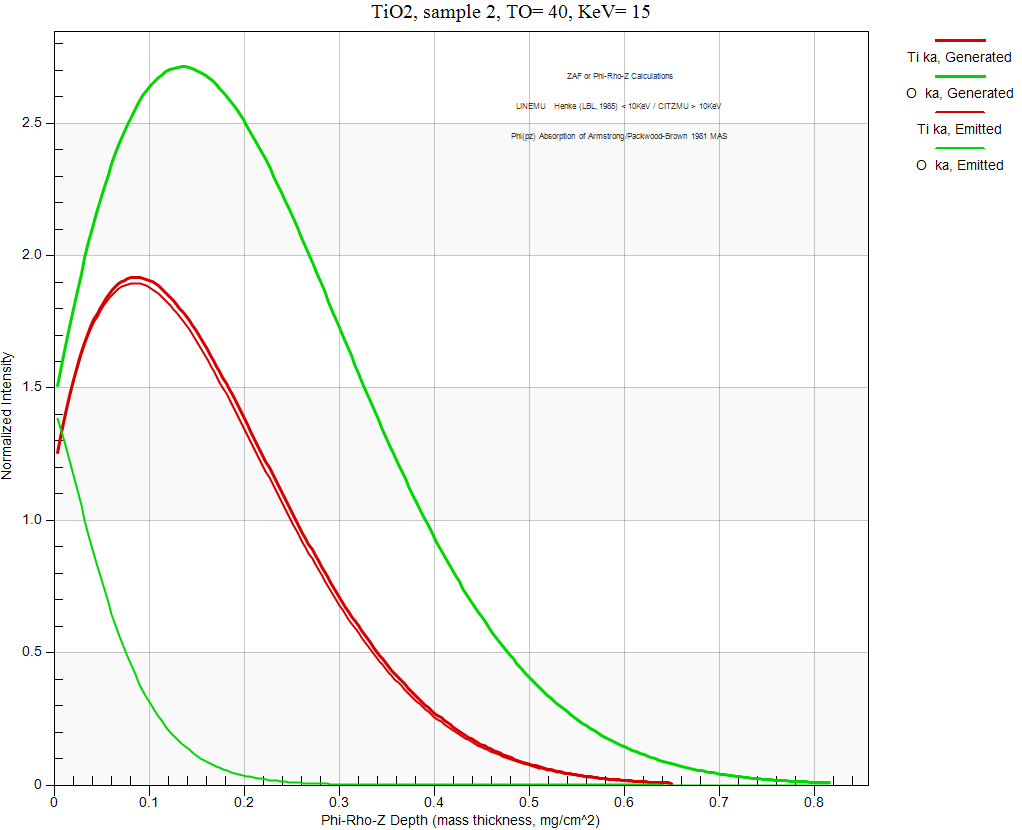 TiO2, sample 2, TO= 40, KeV= 15
ZAF or Phi-Rho-Z Calculations
LINEMU Henke (LBL, 1985) < 10KeV / CITZMU > 10KeV
Phi(pz) Absorption of Armstrong/Packwood-Brown 1981 MAS
Ti ka, Generated
O ka, Generated
Ti ka, Emitted
O ka, Emitted
Normalized Intensity
2.5
2.0
1.5
1.0
0.5
0
0 0.1 0.2 0.3 0.4 0.5 0.6 0.7 0.8
Phi-Rho-Z Depth (mass thickness, mg/cm^2)